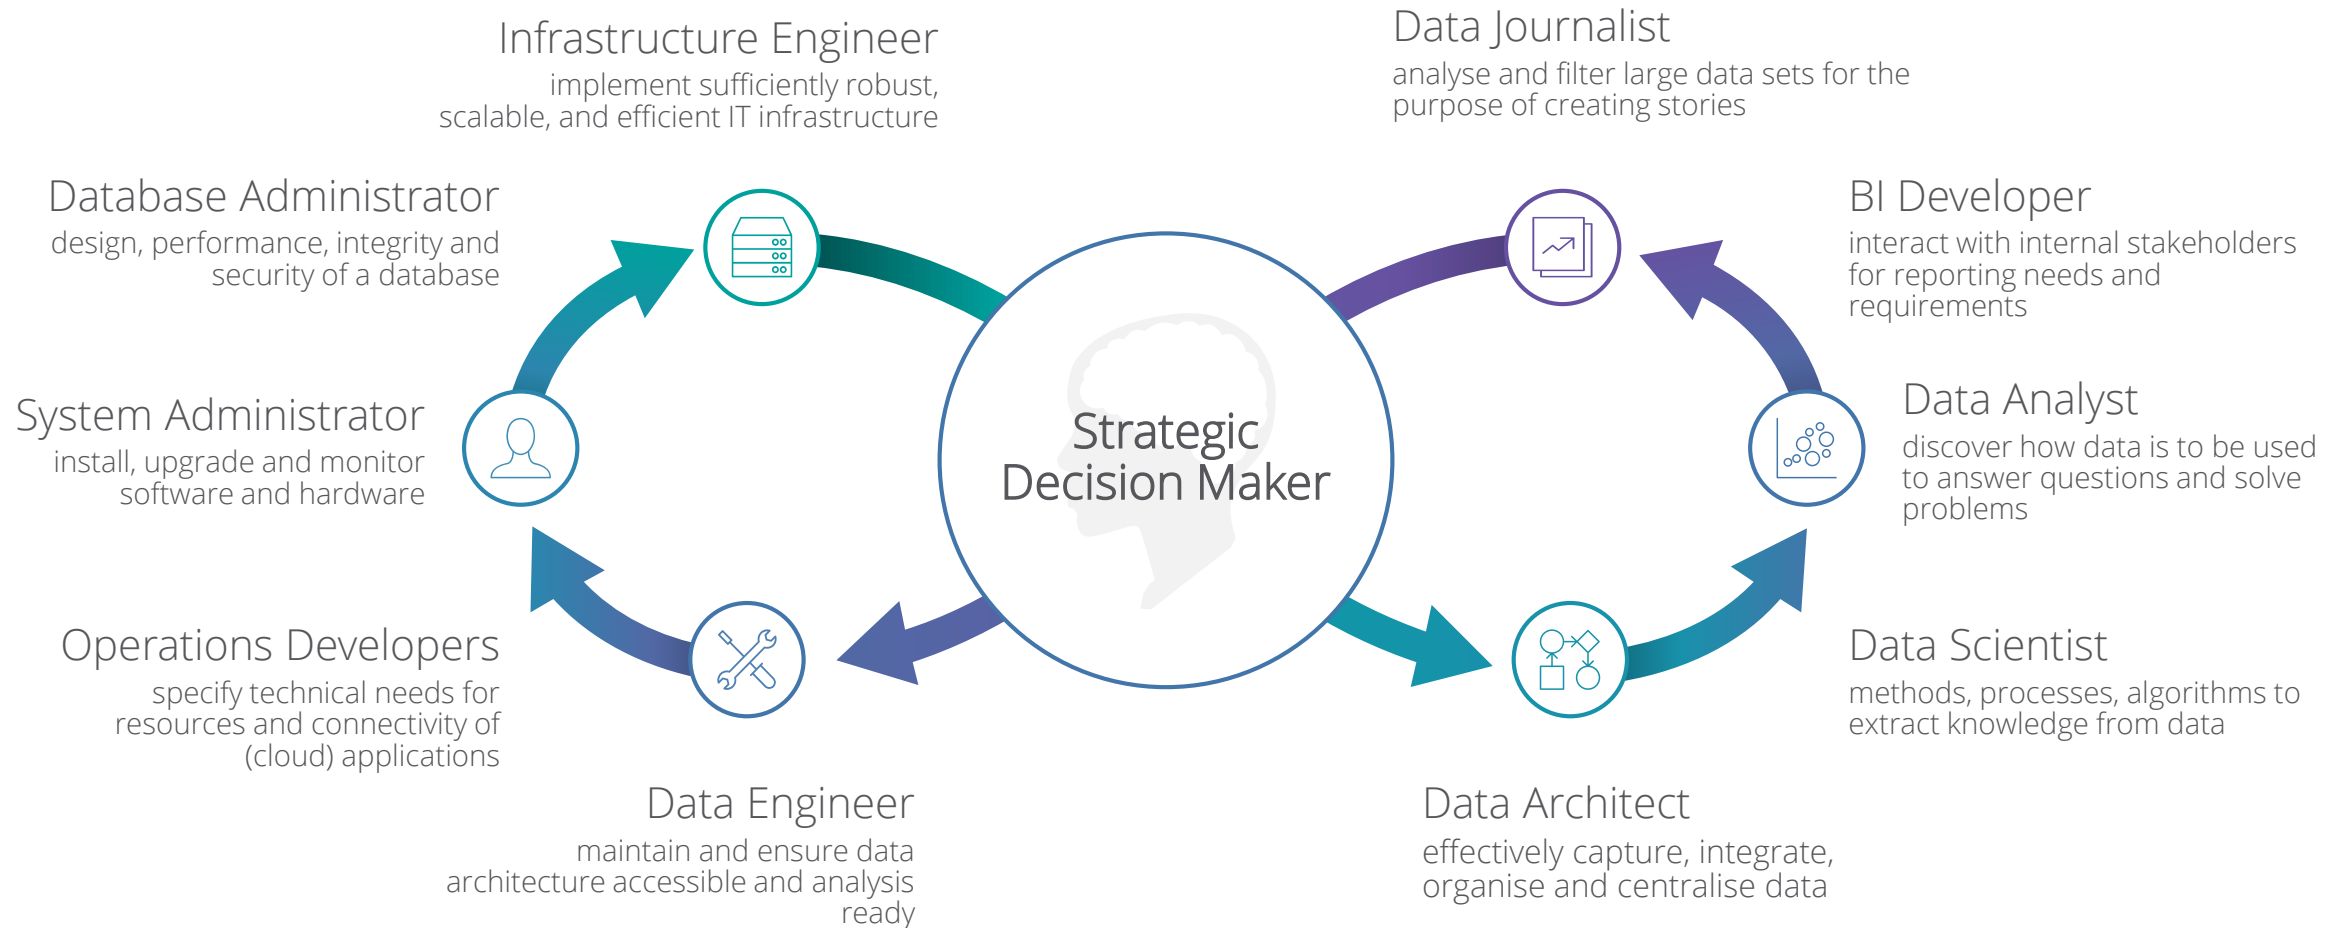 Infrastructure Engineer
implement sufficiently robust,
scalable, and efficient IT infrastructure
Database Administrator
design, performance, integrity and
security of a database
System Administrator
install, upgrade and monitor
software and hardware
Operations Developers
specify technical needs for
resources and connectivity of
(cloud) applications
Data Engineer
maintain and ensure data
architecture accessible and analysis
ready
Strategic
Decision Maker
Data Journalist
analyse and filter large data sets for the
purpose of creating stories
BI Developer
interact with internal stakeholders
for reporting needs and
requirements
Data Analyst
discover how data is to be used
to answer questions and solve
problems
Data Scientist
methods, processes, algorithms to
extract knowledge from data
Data Architect
effectively capture, integrate,
organise and centralise data